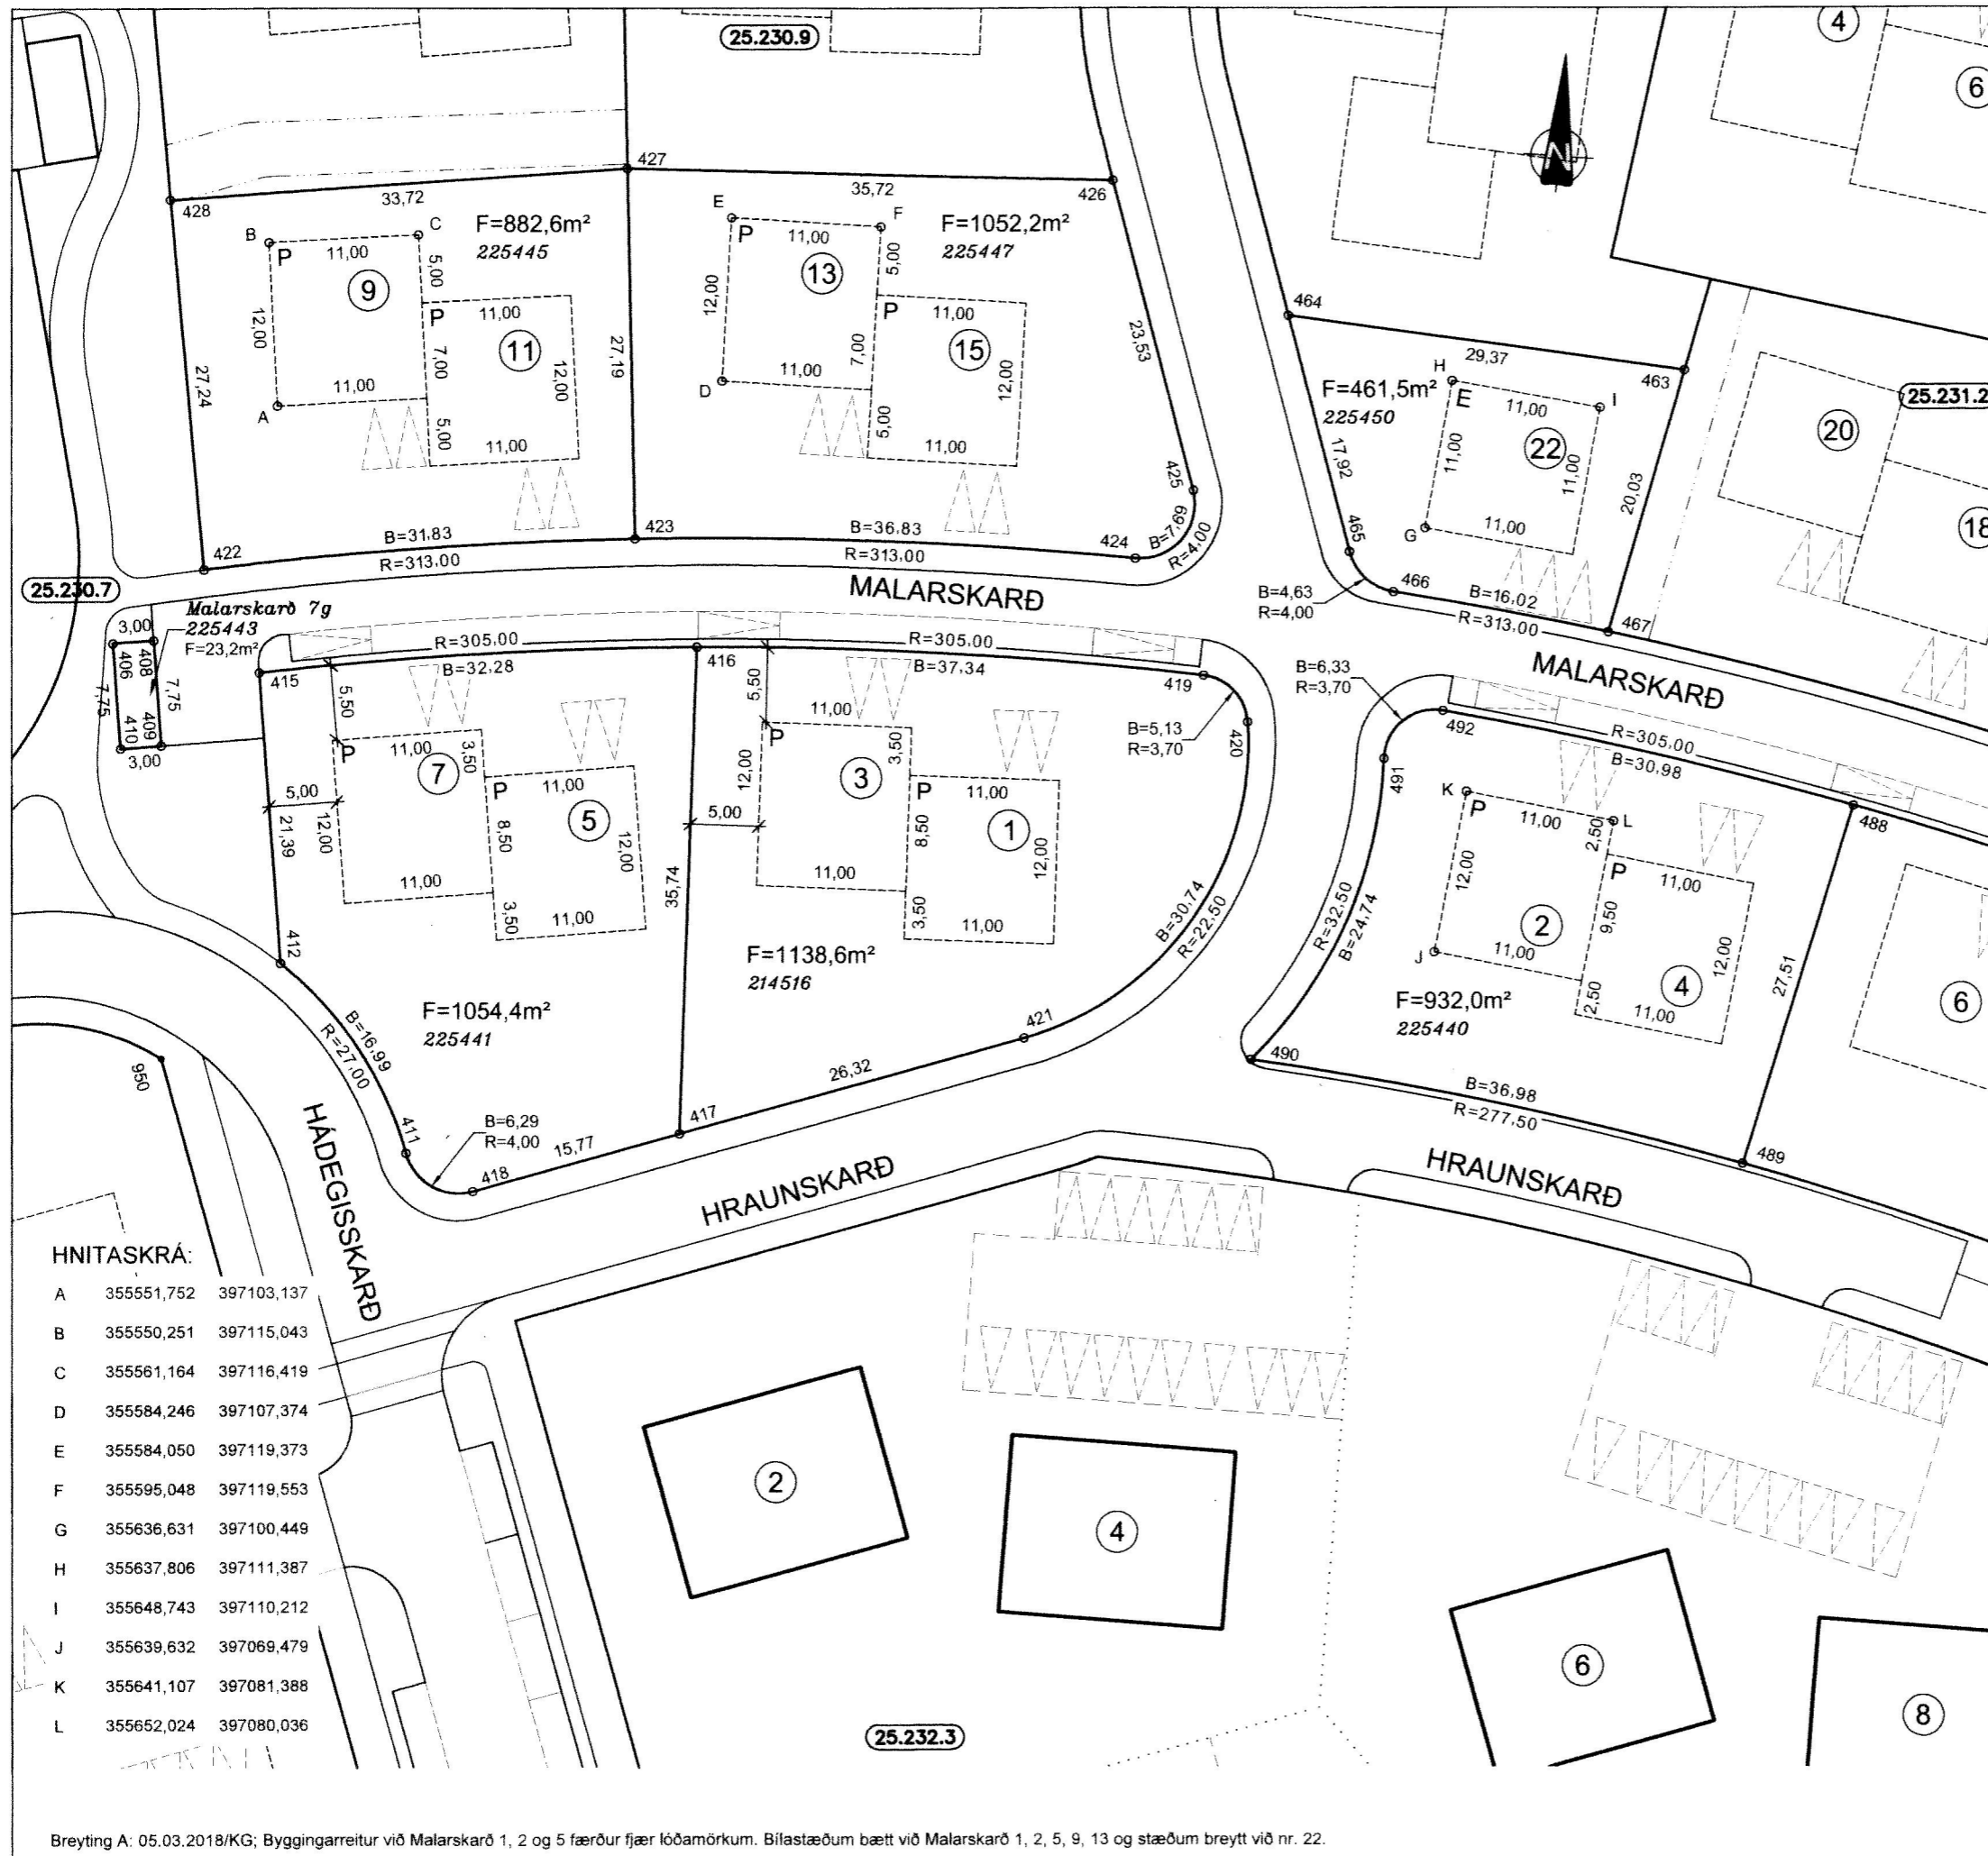 25.230.9
4
6
427
426
428
33,72
35,72
B
C
E
F
F=882,6m²
225445
F=1052,2m²
225447
P
11,00
5,00
9
P
11,00
5,00
13
12,00
P
11,00
11
7,00
12,00
27,24
11,00
A
5,00
11,00
27,19
12,00
P
11,00
15
7,00
12,00
11,00
D
5,00
11,00
23,53
425
N
464
29,37
463
H
I
F=461,5m²
225450
E
11,00
22
11,00
11,00
G
11,00
17,92
20,03
465
25.231.2
20
18
422
B=31,83
R=313,00
423
B=36,83
R=313,00
424
B=7,69
R=4,00
MALARSKARÐ
B=4,63
R=4,00
466
B=16,02
R=313,00
467
25.230.7
Malarskarð 7g
225443
F=23,2m²
3,00
406
408
7,75
7,75
410
409
3,00
415
R=305,00
B=32,28
416
R=305,00
B=37,34
419
5,50
5,50
B=5,13
R=3,70
420
B=6,33
R=3,70
MALARSKARÐ
P
11,00
3,50
7
P
11,00
5
5,00
12,00
21,39
8,50
12,00
11,00
3,50
11,00
11,00
P
3,50
12,00
3
P
11,00
1
5,00
8,50
12,00
11,00
3,50
11,00
35,74
412
F=1054,4m²
225441
F=1138,6m²
214516
B=30,74
R=22,50
421
26,32
B=16,99
R=27,00
411
B=6,29
R=4,00
15,77
417
418
950
492
491
R=305,00
B=30,98
488
K
L
P
11,00
2,50
P
11,00
12,00
2
9,50
12,00
J
11,00
4
2,50
11,00
F=932,0m²
225440
R=32,50
B=24,74
27,51
6
490
B=36,98
R=277,50
489
HÁDEGISSKARÐ
HRAUNSKARÐ
HRAUNSKARÐ
HNITASKRÁ:
A 355551,752 397103,137
B 355550,251 397115,043
C 355561,164 397116,419
D 355584,246 397107,374
E 355584,050 397119,373
F 355595,048 397119,553
G 355636,631 397100,449
H 355637,806 397111,387
I 355648,743 397110,212
J 355639,632 397069,479
K 355641,107 397081,388
L 355652,024 397080,036
2
4
6
8
25.232.3
Breyting A: 05.03.2018/KG; Byggingarreitur við Malarskarð 1, 2 og 5 færður fjær lóðamörkum. Bílastæðum bætt við Malarskarð 1, 2, 5, 9, 13 og stæðum breytt við nr. 22.